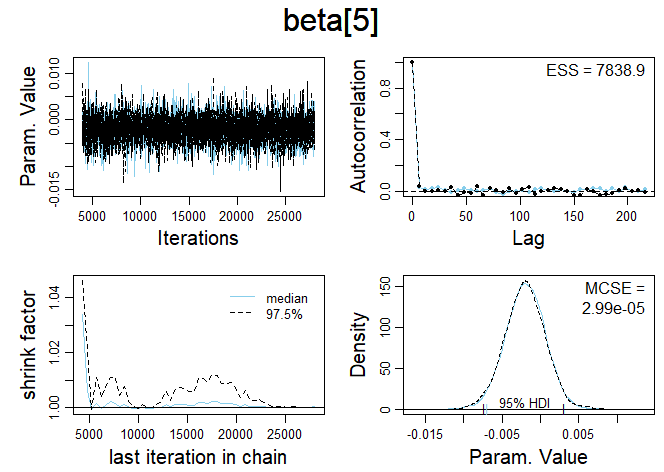 beta[5]
Param. Value
0.010
0.000
-0.015
5000 10000 15000 20000 25000
Iterations
Autocorrelation
0.8
0.4
0.0
ESS = 7838.9
0 50 100 150 200
Lag
shrink factor
1.04
1.02
1.00
median
97.5%
5000 10000 15000 20000 25000
last iteration in chain
Density
150
100
50
0
MCSE =
2.99e-05
95% HDI
-0.015 -0.005 0.005
Param. Value